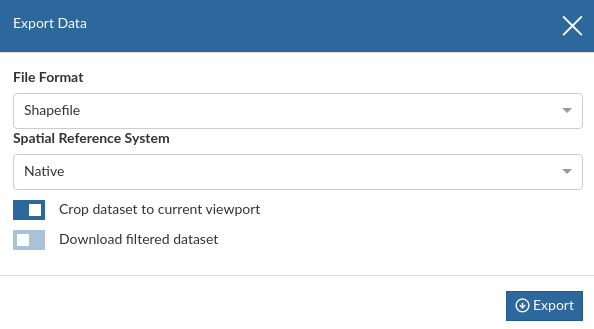 Export Data
File Format
Shapefile
Spatial Reference System
Native
Crop dataset to current viewport
Download filtered dataset
Export